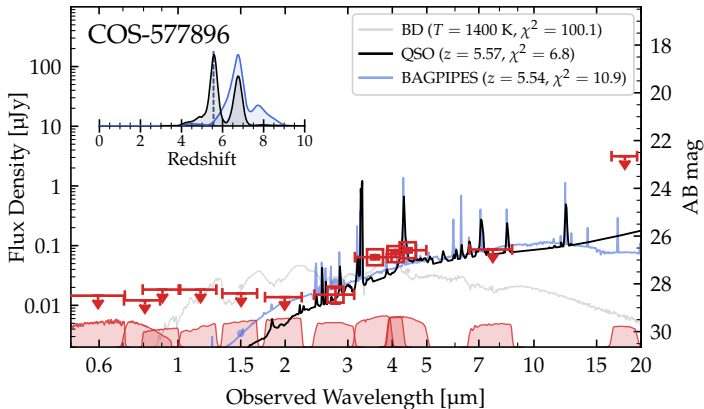 COS-577896
BD (T = 1400 K, χ² = 100.1)
QSO (z = 5.57, χ² = 6.8)
BAGPIPES (z = 5.54, χ² = 10.9)
100
10
1
0.1
0.01
Flux Density [μJy]
0 2 4 6 8 10
Redshift
18
20
22
24
26
28
30
AB mag
0.6 1 1.5 2 3 4 5 7 10 15 20
Observed Wavelength [μm]